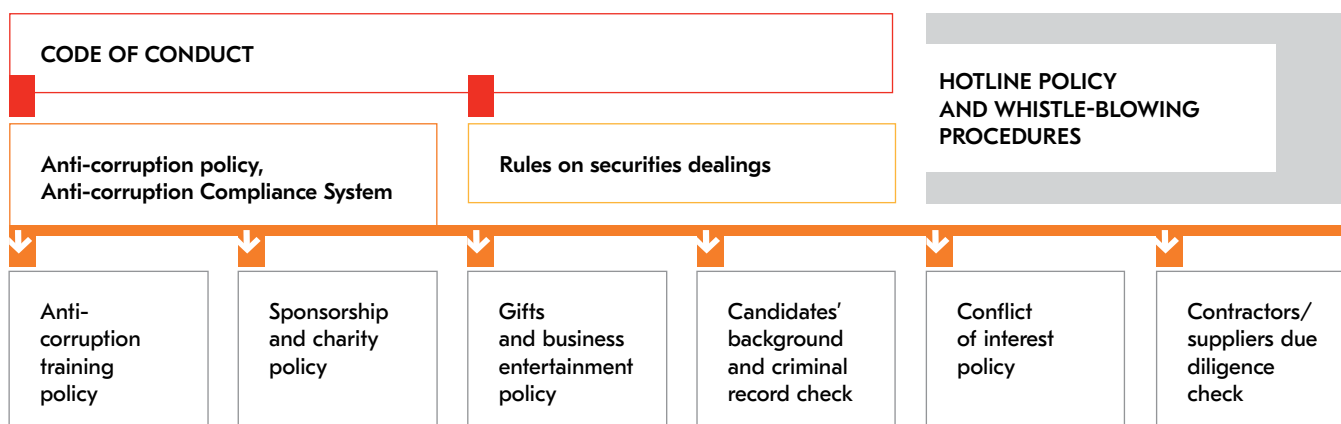 CODE OF CONDUCT
HOTLINE POLICY
AND WHISTLE-BLOWING
PROCEDURES
Anti-corruption policy,
Anti-corruption Compliance System
Rules on securities dealings
Anti-
corruption
training
policy
Sponsorship
and charity
policy
Gifts
and business
entertainment
policy
Candidates’
background
and criminal
record check
Conflict
of interest
policy
Contractors/
suppliers due
diligence
check